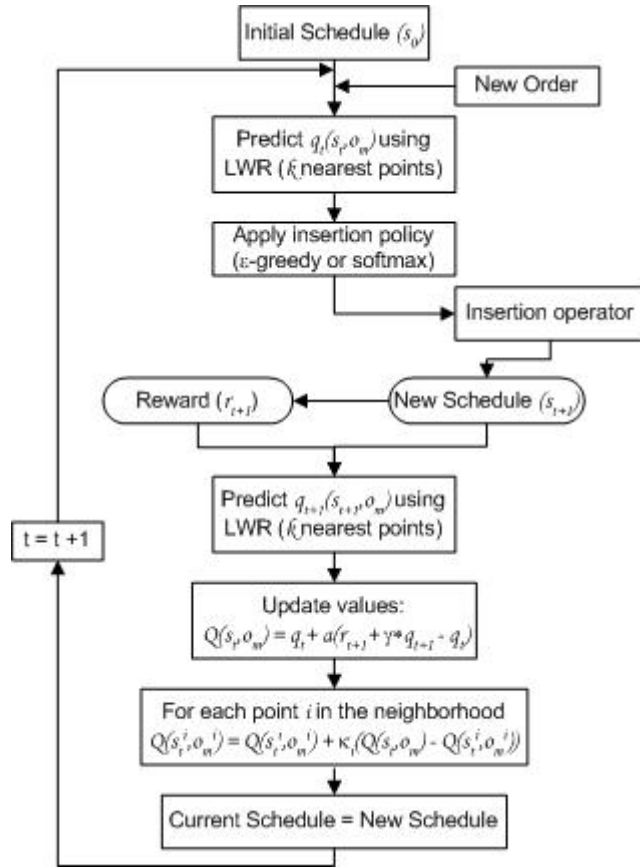 Initial Schedule (s₀)
New Order
Predict qₜ(sₜ,oₘ) using
LWR (k nearest points)
Apply insertion policy
(ε-greedy or softmax)
Insertion operator
Reward (rₜ₊₁)
New Schedule (sₜ₊₁)
Predict qₜ₊₁(sₜ₊₁,oₘ) using
LWR (k nearest points)
t = t +1
Update values:
Q(sₜ,oₘ) = qₜ + a(rₜ₊₁ + γ* qₜ₊₁ - qₜ)
For each point i in the neighborhood
Q(sₜⁱ,oₘⁱ) = Q(sₜⁱ,oₘⁱ) + κᵢ(Q(sₜ,oₘ) - Q(sₜⁱ,oₘⁱ))
Current Schedule = New Schedule